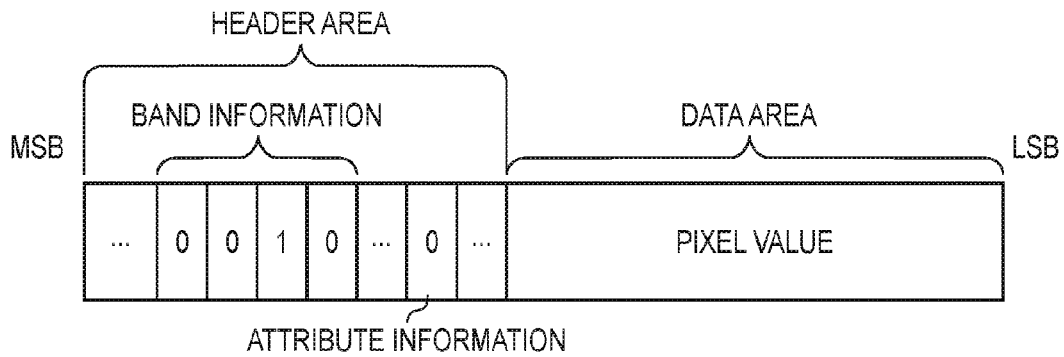 HEADER AREA
BAND INFORMATION
DATA AREA
MSB
LSB
... 0 0 1 0 ... 0 ... PIXEL VALUE
ATTRIBUTE INFORMATION